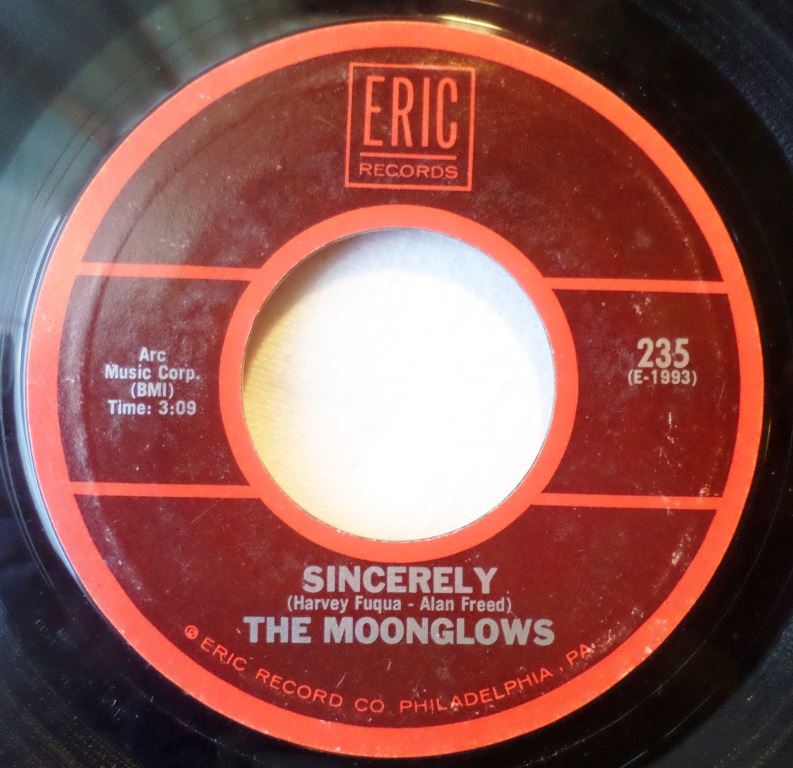 ERIC
RECORDS
Arc
Music Corp.
(BMI)
Time: 3:09
235
(E-1993)
SINCERELY
(Harvey Fuqua - Alan Freed)
THE MOONGLOWS
℗ ERIC RECORD CO PHILADELPHIA, PA.